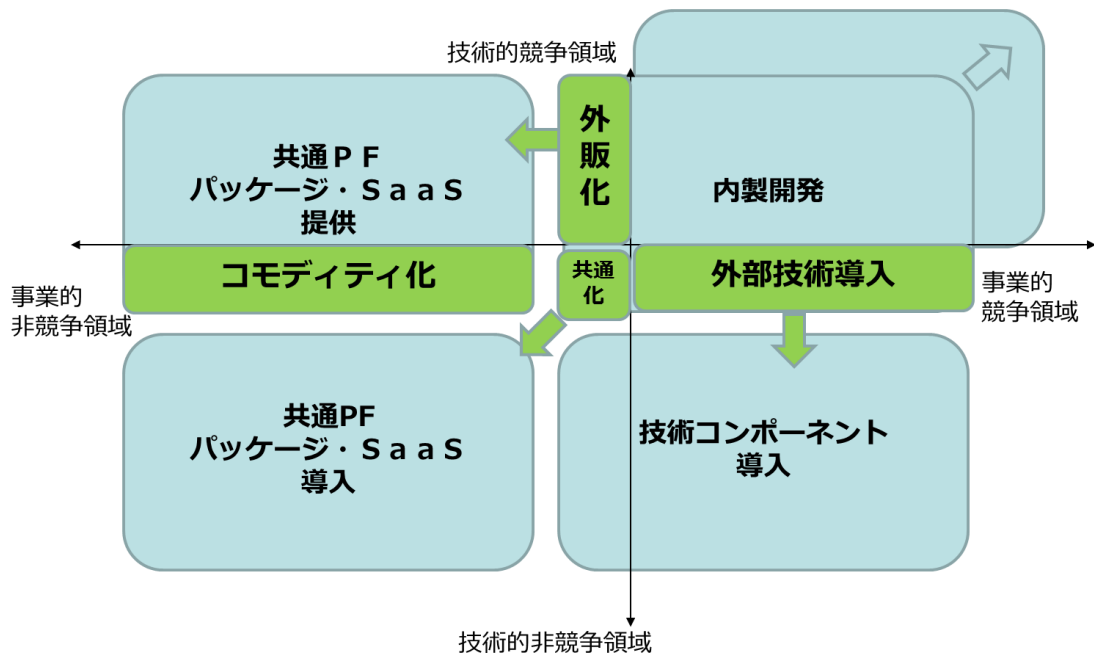 技術的競争領域
外
販
化
共通ＰＦ
パッケージ・ＳａａＳ
提供
内製開発
コモディティ化
共通
化
外部技術導入
事業的
非競争領域
事業的
競争領域
共通PF
パッケージ・ＳａａＳ
導入
技術コンポーネント
導入
技術的非競争領域